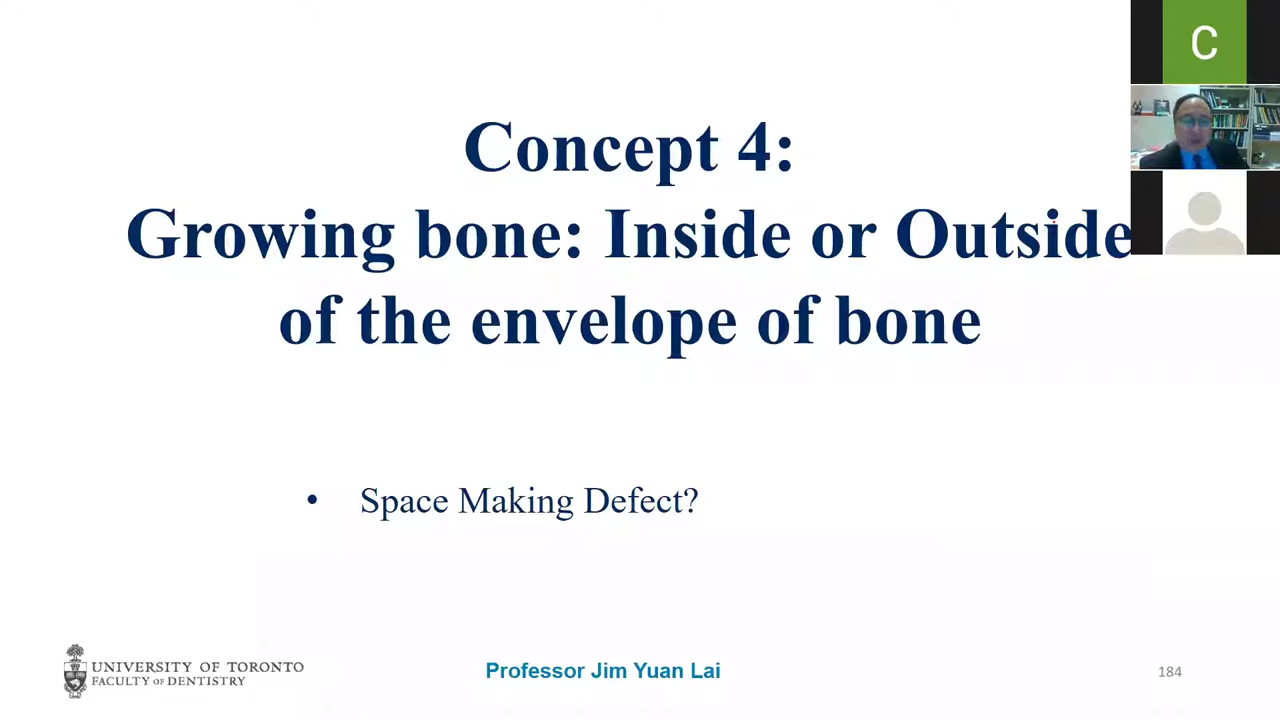 C
Concept 4:
Growing bone: Inside or Outside
of the envelope of bone
• Space Making Defect?
UNIVERSITY OF TORONTO
FACULTY OF DENTISTRY
Professor Jim Yuan Lai
184